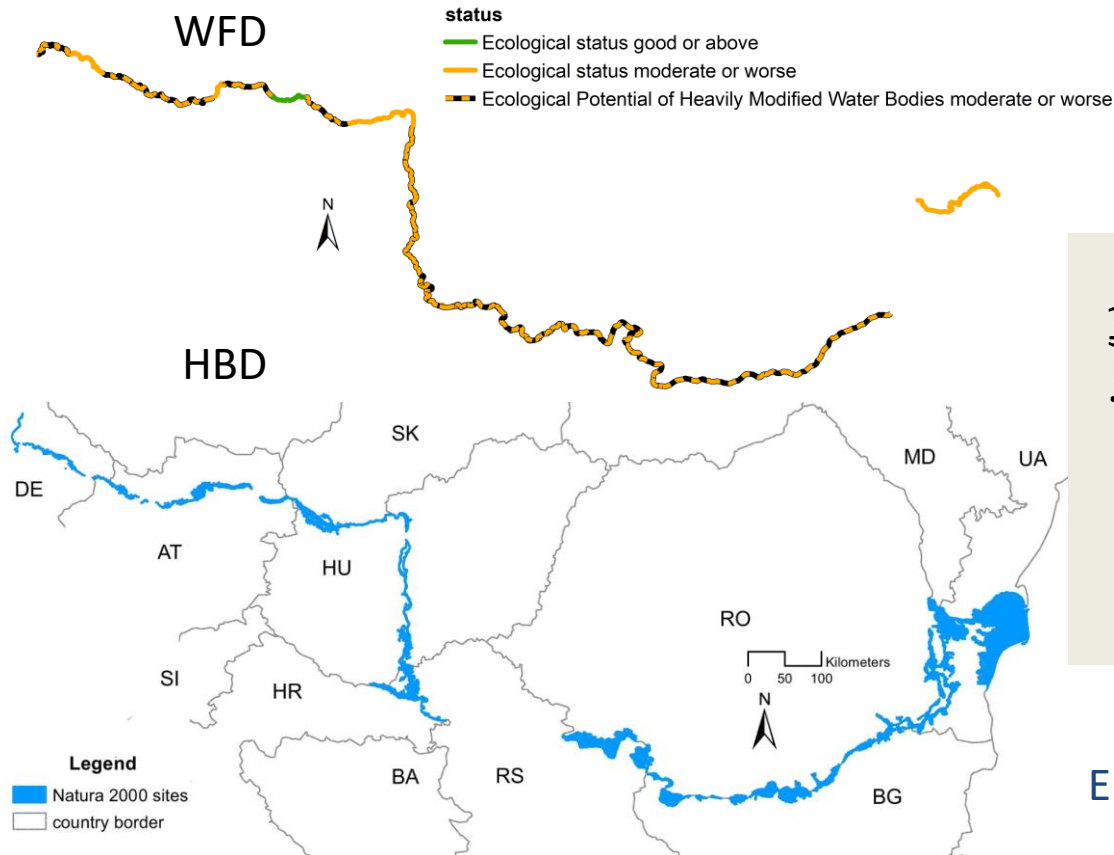 WFD
status
Ecological status good or above
Ecological status moderate or worse
Ecological Potential of Heavily Modified Water Bodies moderate or worse
N
HBD
SK
MD
UA
DE
AT
HU
RO
Kilometers
0 50 100
SI
HR
N
Legend
Natura 2000 sites
country border
BA
RS
BG
E